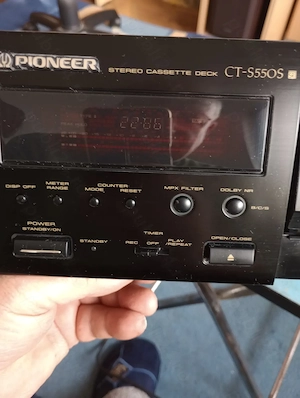 PIONEER STEREO CASSETTE DECK CT-S550S
DISP OFF METER RANGE COUNTER MODE RESET MPX FILTER DOLBY NR
POWER STANDBY/ON STANDBY TIMER REC OFF PLAY/REPEAT OPEN/CLOSE